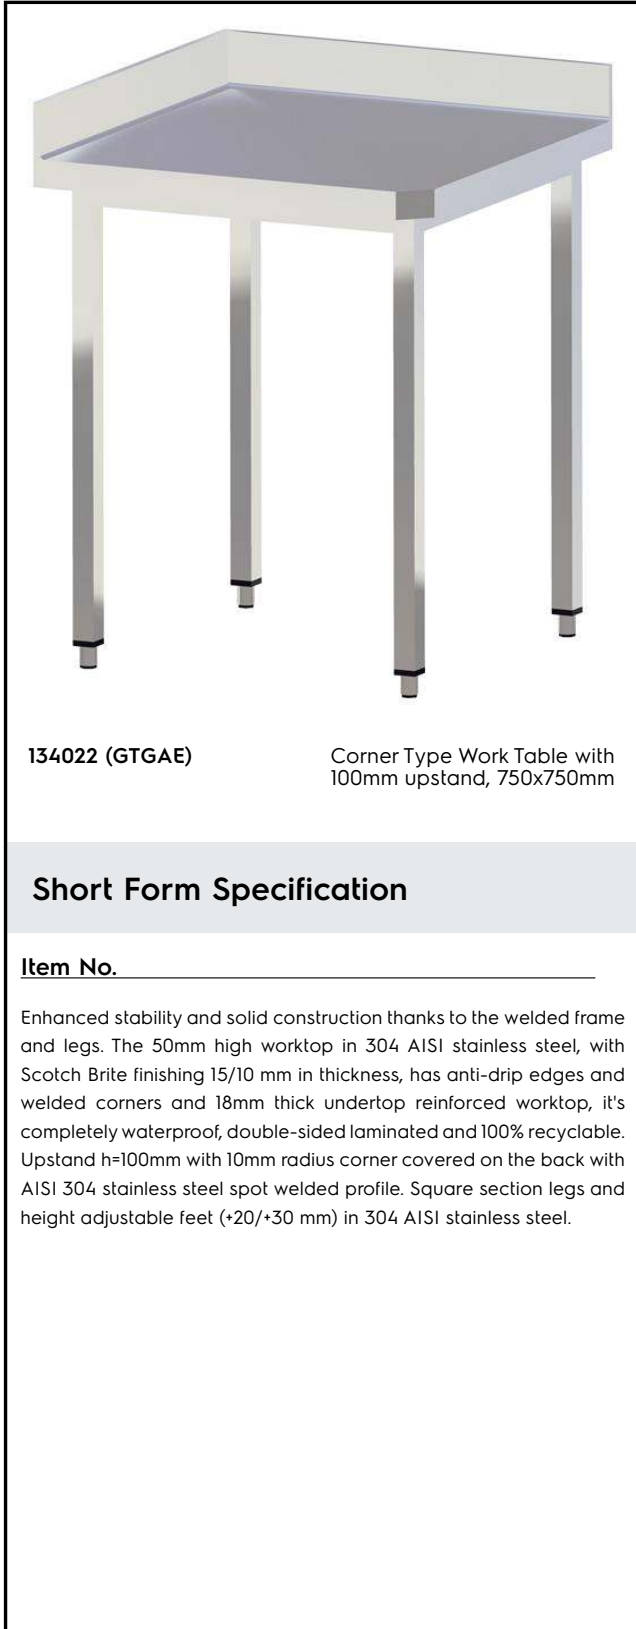 134022 (GTGAE)
Corner Type Work Table with
100mm upstand, 750x750mm
Short Form Specification
Item No.
Enhanced stability and solid construction thanks to the welded frame
and legs. The 50mm high worktop in 304 AISI stainless steel, with
Scotch Brite finishing 15/10 mm in thickness, has anti-drip edges and
welded corners and 18mm thick undertop reinforced worktop, it's
completely waterproof, double-sided laminated and 100% recyclable.
Upstand h=100mm with 10mm radius corner covered on the back with
AISI 304 stainless steel spot welded profile. Square section legs and
height adjustable feet (+20/+30 mm) in 304 AISI stainless steel.